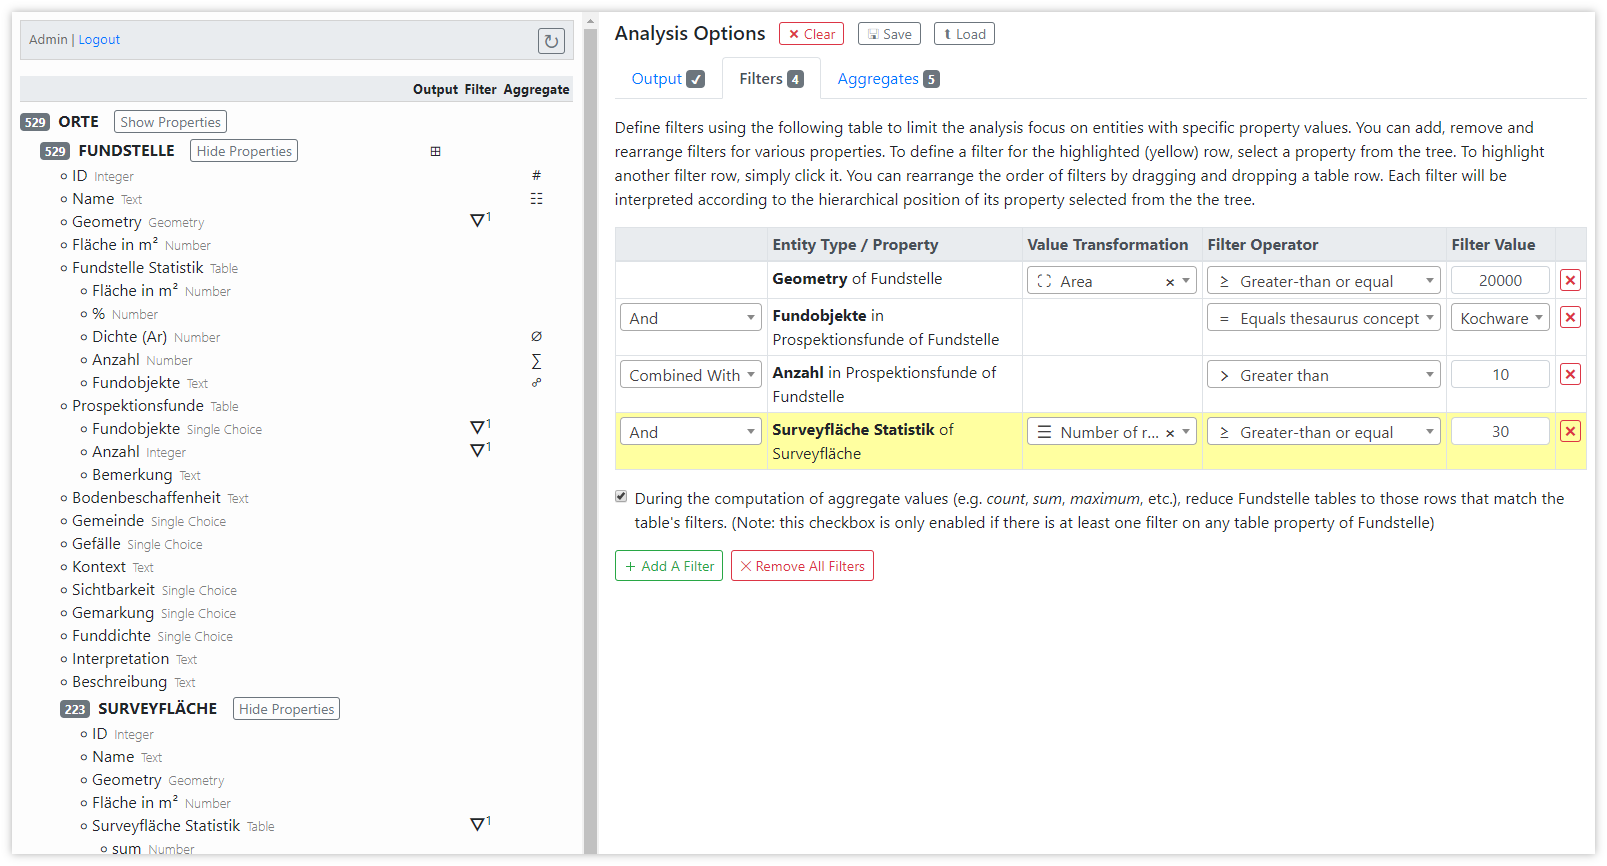 Admin | Logout
Output Filter Aggregate
529 ORTE Show Properties
529 FUNDSTELLE Hide Properties
ID Integer
Name Text
Geometry Geometry 1
Fläche in m² Number
Fundstelle Statistik Table
Fläche in m² Number
% Number
Dichte (Ar) Number
Anzahl Number
Fundobjekte Text
Prospektionsfunde Table
Fundobjekte Single Choice 1
Anzahl Integer 1
Bemerkung Text
Bodenbeschaffenheit Text
Gemeinde Single Choice
Gefälle Single Choice
Kontext Text
Sichtbarkeit Single Choice
Gemarkung Single Choice
Funddichte Single Choice
Interpretation Text
Beschreibung Text
223 SURVEYFLÄCHE Hide Properties
ID Integer
Name Text
Geometry Geometry
Fläche in m² Number
Surveyfläche Statistik Table 1
sum Number
Analysis Options Clear Save Load
Output Filters 4 Aggregates 5
Define filters using the following table to limit the analysis focus on entities with specific property values. You can add, remove and
rearrange filters for various properties. To define a filter for the highlighted (yellow) row, select a property from the tree. To highlight
another filter row, simply click it. You can rearrange the order of filters by dragging and dropping a table row. Each filter will be
interpreted according to the hierarchical position of its property selected from the the tree.
Entity Type / Property Value Transformation Filter Operator Filter Value
Geometry of Fundstelle Area × ≥ Greater-than or equal 20000
And Fundobjekte in = Equals thesaurus concept Kochware
Prospektionsfunde of Fundstelle
Combined With Anzahl in Prospektionsfunde of > Greater than 10
Fundstelle
And Surveyfläche Statistik of Number of r... × ≥ Greater-than or equal 30
Surveyfläche
During the computation of aggregate values (e.g. count, sum, maximum, etc.), reduce Fundstelle tables to those rows that match the
table's filters. (Note: this checkbox is only enabled if there is at least one filter on any table property of Fundstelle)
+ Add A Filter Remove All Filters